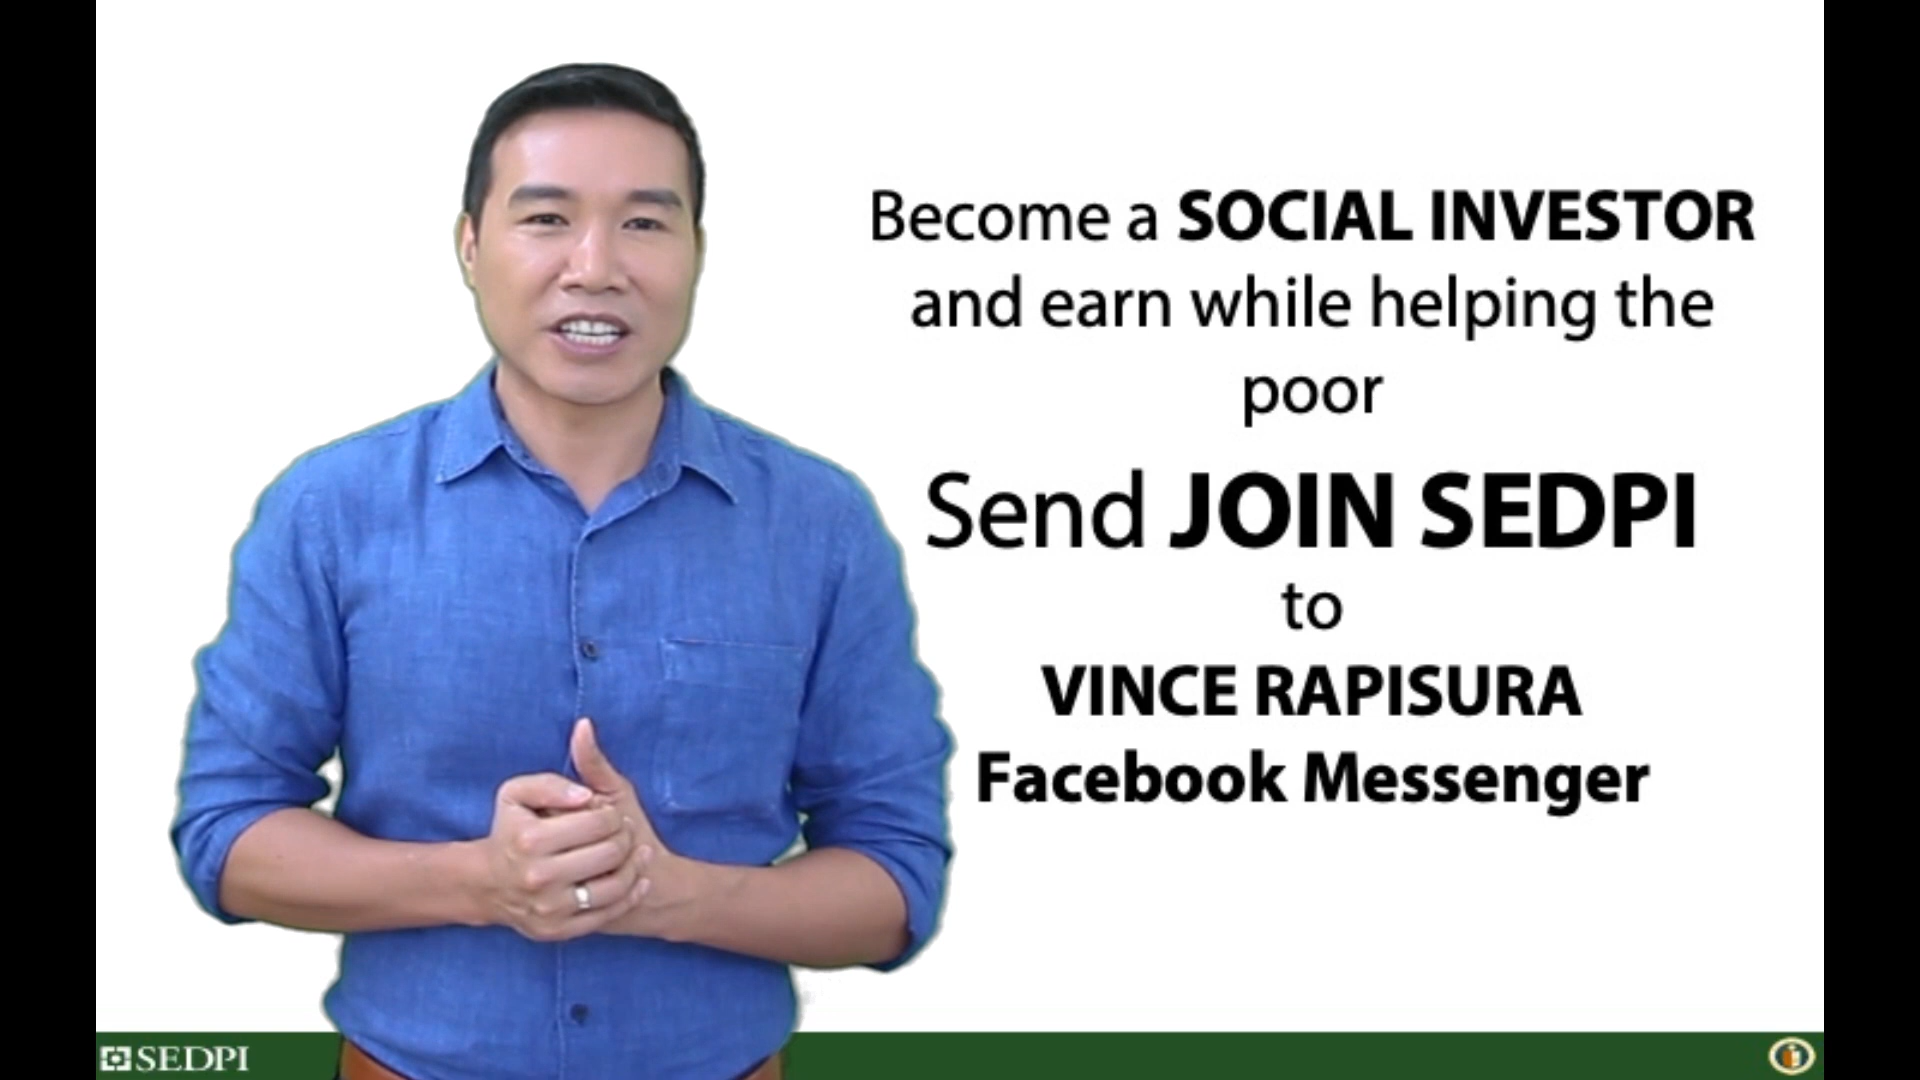 Become a SOCIAL INVESTOR
and earn while helping the
poor
Send JOIN SEDPI
to
VINCE RAPISURA
Facebook Messenger
SEDPI